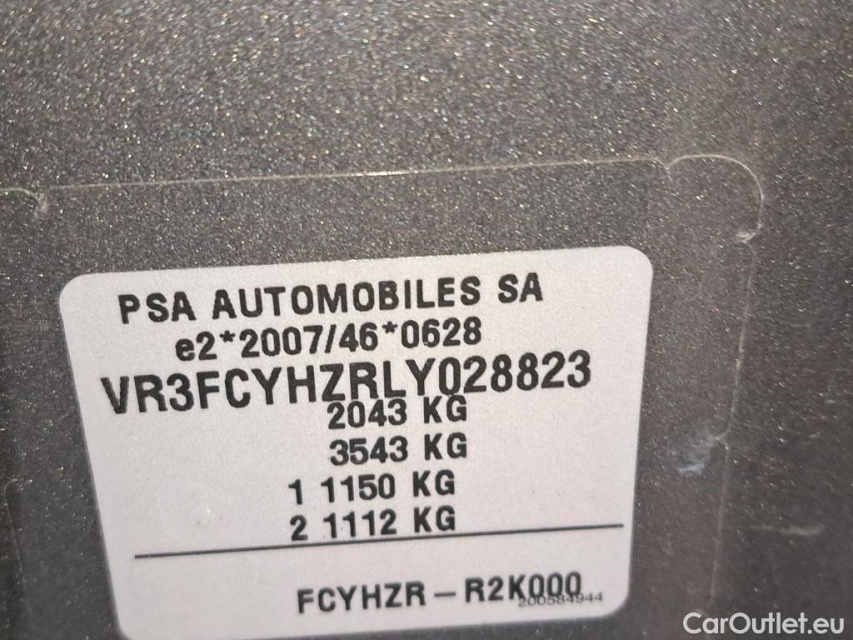 PSA AUTOMOBILES SA
e2*2007/46*0628
VR3FCYHZRLY028823
2043 KG
3543 KG
1 1150 KG
2 1112 KG
FCYHZR – R2K000
200584944
CarOutlet.eu